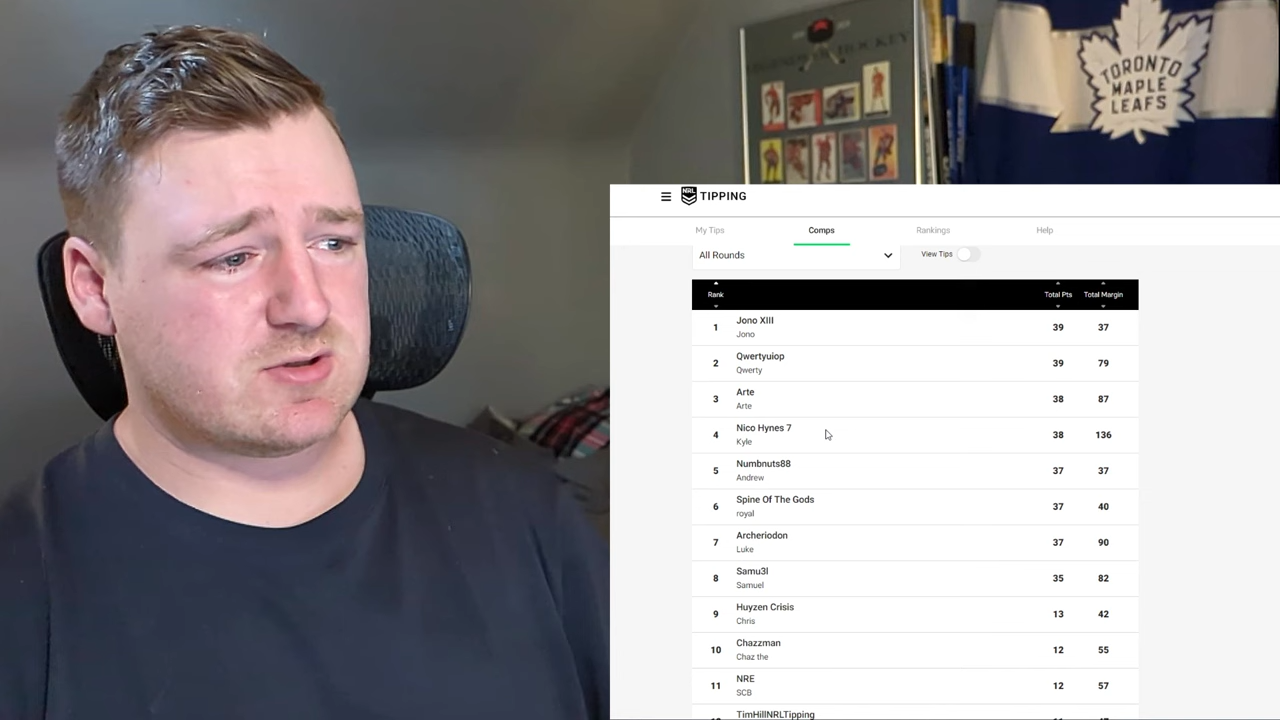 TORONTO
MAPLE
LEAFS
NRL TIPPING
My Tips Comps Rankings Help
All Rounds View Tips
Rank Total Pts Total Margin
1 Jono XIII 39 37
Jono
2 Qwertyuiop 39 79
Qwerty
3 Arte 38 87
Arte
4 Nico Hynes 7 38 136
Kyle
5 Numbnuts88 37 37
Andrew
6 Spine Of The Gods 37 40
royal
7 Archeriodon 37 90
Luke
8 Samu3l 35 82
Samuel
9 Huyzen Crisis 13 42
Chris
10 Chazzman 12 55
Chaz the
11 NRE 12 57
SCB
TimHillNRLTipping